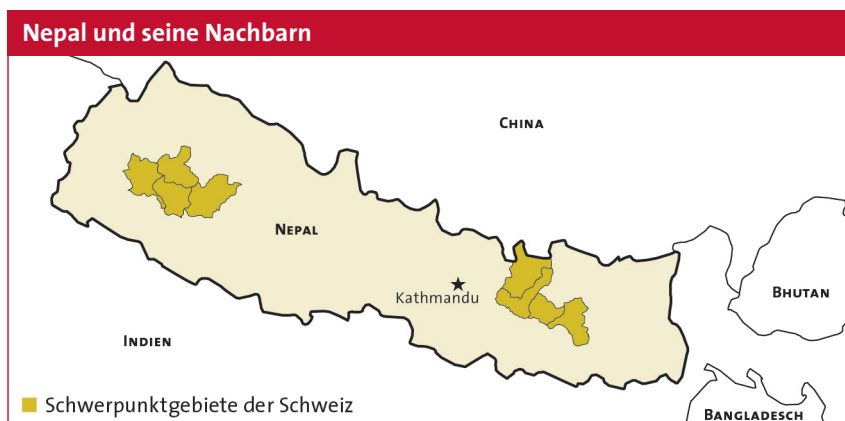 Nepal und seine Nachbarn
China
Nepal
Kathmandu
Bhutan
Indien
Schwerpunktgebiete der Schweiz
Bangladesch